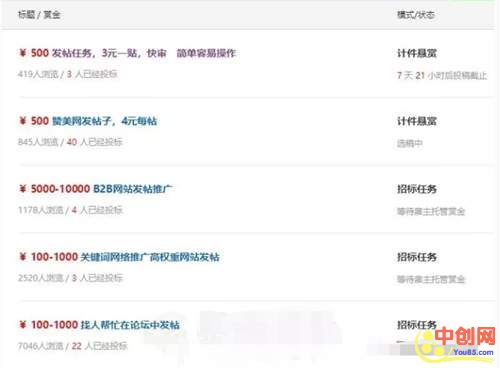 标题 / 赏金 模式/状态
¥ 500 发帖任务，3元一贴，快审 简单容易操作 计件悬赏
419人浏览 / 3 人已经投标 7 天 21 小时后投稿截止
¥ 500 赞美网发帖子，4元每帖 计件悬赏
845人浏览 / 40 人已经投标 选稿中
¥ 5000-10000 B2B网站发帖推广 招标任务
1178人浏览 / 4 人已经投标 等待雇主托管赏金
¥ 100-1000 关键词网络推广高权重网站发帖 招标任务
2520人浏览 / 3 人已经投标 等待雇主托管赏金
¥ 100-1000 找人帮忙在论坛中发帖 招标任务
7046人浏览 / 22 人已经投标
中创网
You85.com